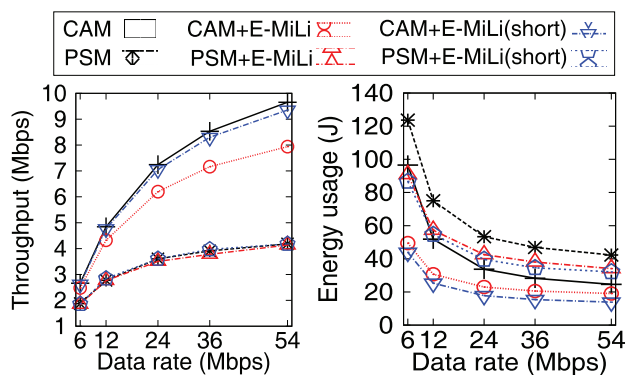 CAM CAM+E-MiLi CAM+E-MiLi(short)
PSM PSM+E-MiLi PSM+E-MiLi(short)
10
9
8
7
6
5
4
3
2
1
Throughput (Mbps)
6 12 24 36 54
Data rate (Mbps)
140
120
100
80
60
40
20
0
Energy usage (J)
6 12 24 36 54
Data rate (Mbps)